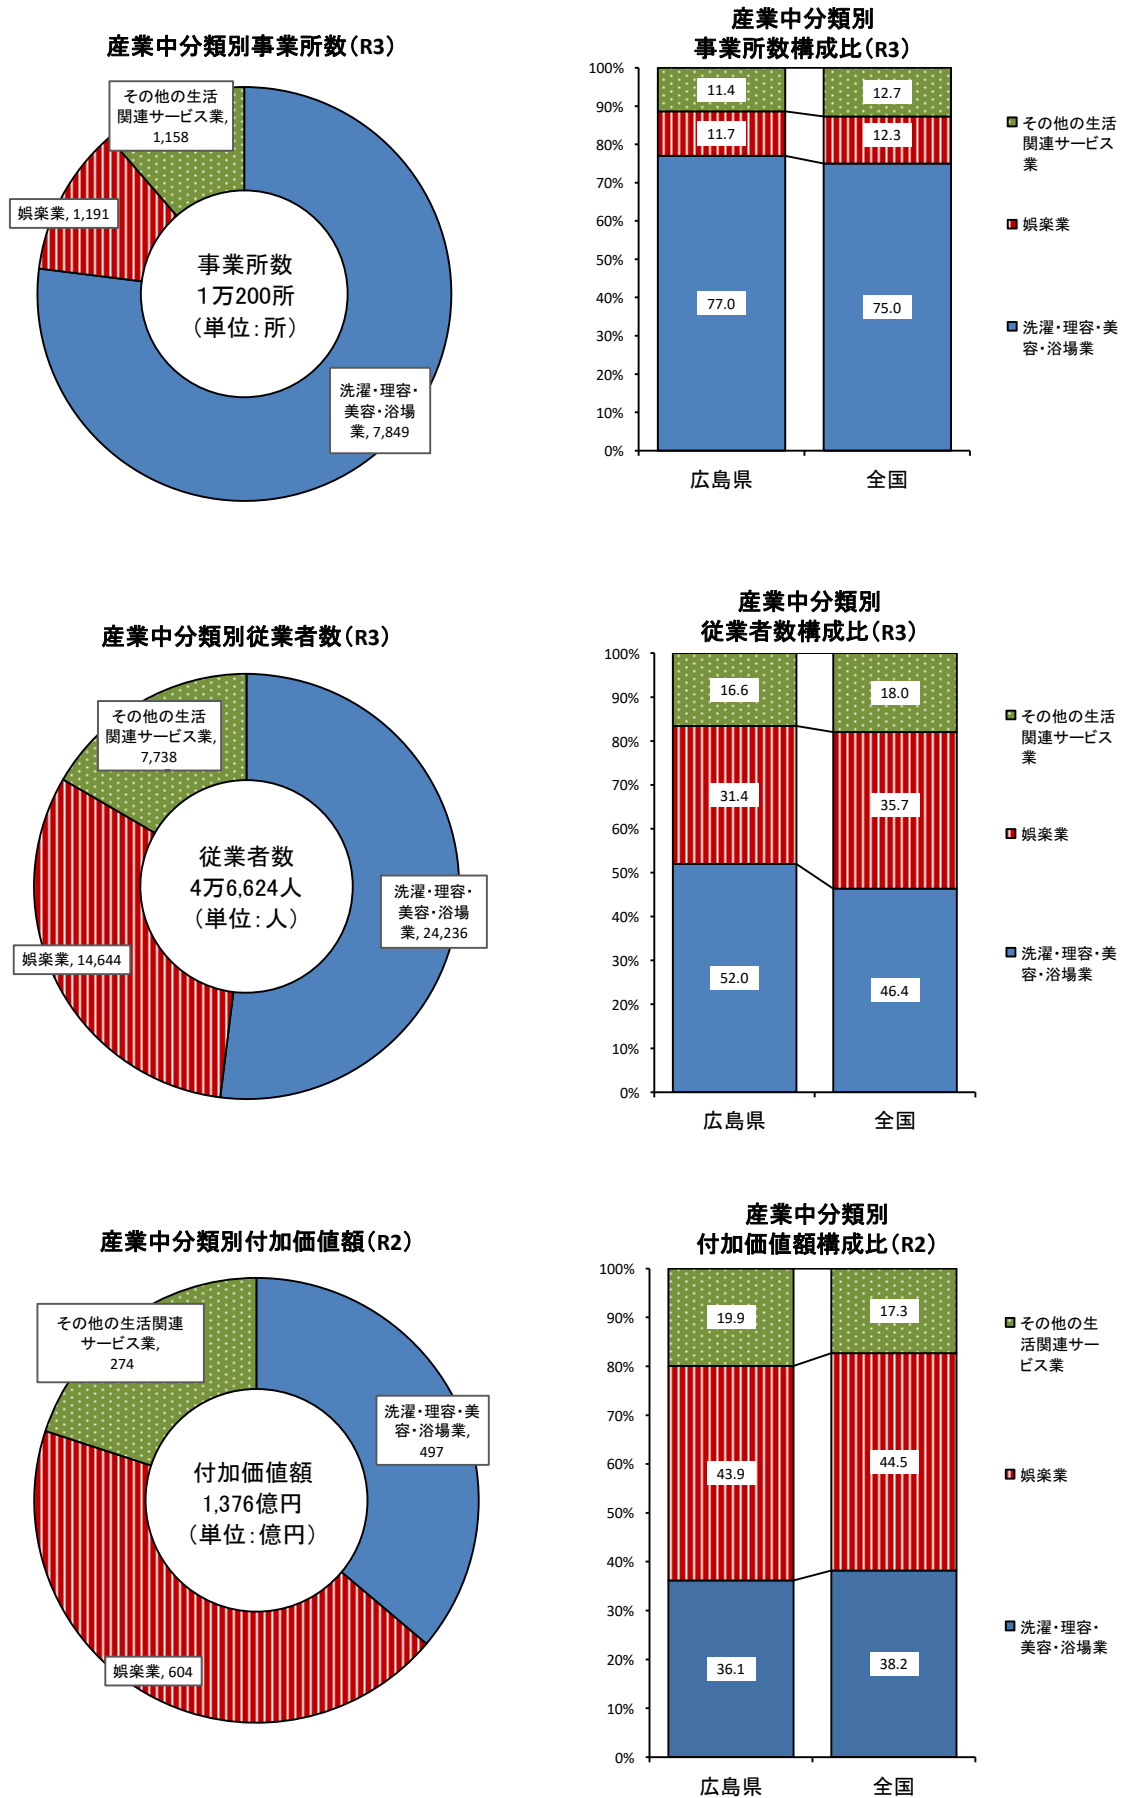 産業中分類別事業所数(R3)
その他の生活
関連サービス業,
1,158
娯楽業, 1,191
事業所数
1万200所
(単位：所)
洗濯・理容・
美容・浴場
業, 7,849
産業中分類別
事業所数構成比(R3)
100%
90%
80%
70%
60%
50%
40%
30%
20%
10%
0%
11.4
12.7
11.7
12.3
77.0
75.0
広島県
全国
その他の生活
関連サービス
業
娯楽業
洗濯・理容・美
容・浴場業
産業中分類別従業者数(R3)
その他の生活
関連サービス業,
7,738
従業者数
4万6,624人
(単位：人)
洗濯・理容・
美容・浴場
業, 24,236
娯楽業, 14,644
産業中分類別
従業者数構成比(R3)
100%
90%
80%
70%
60%
50%
40%
30%
20%
10%
0%
16.6
18.0
31.4
35.7
52.0
46.4
広島県
全国
その他の生活
関連サービス
業
娯楽業
洗濯・理容・美
容・浴場業
産業中分類別付加価値額(R2)
その他の生活関連
サービス業,
274
洗濯・理容・美
容・浴場業,
497
付加価値額
1,376億円
(単位：億円)
娯楽業, 604
産業中分類別
付加価値額構成比(R2)
100%
90%
80%
70%
60%
50%
40%
30%
20%
10%
0%
19.9
17.3
43.9
44.5
36.1
38.2
広島県
全国
その他の生
活関連サー
ビス業
娯楽業
洗濯・理容・
美容・浴場業